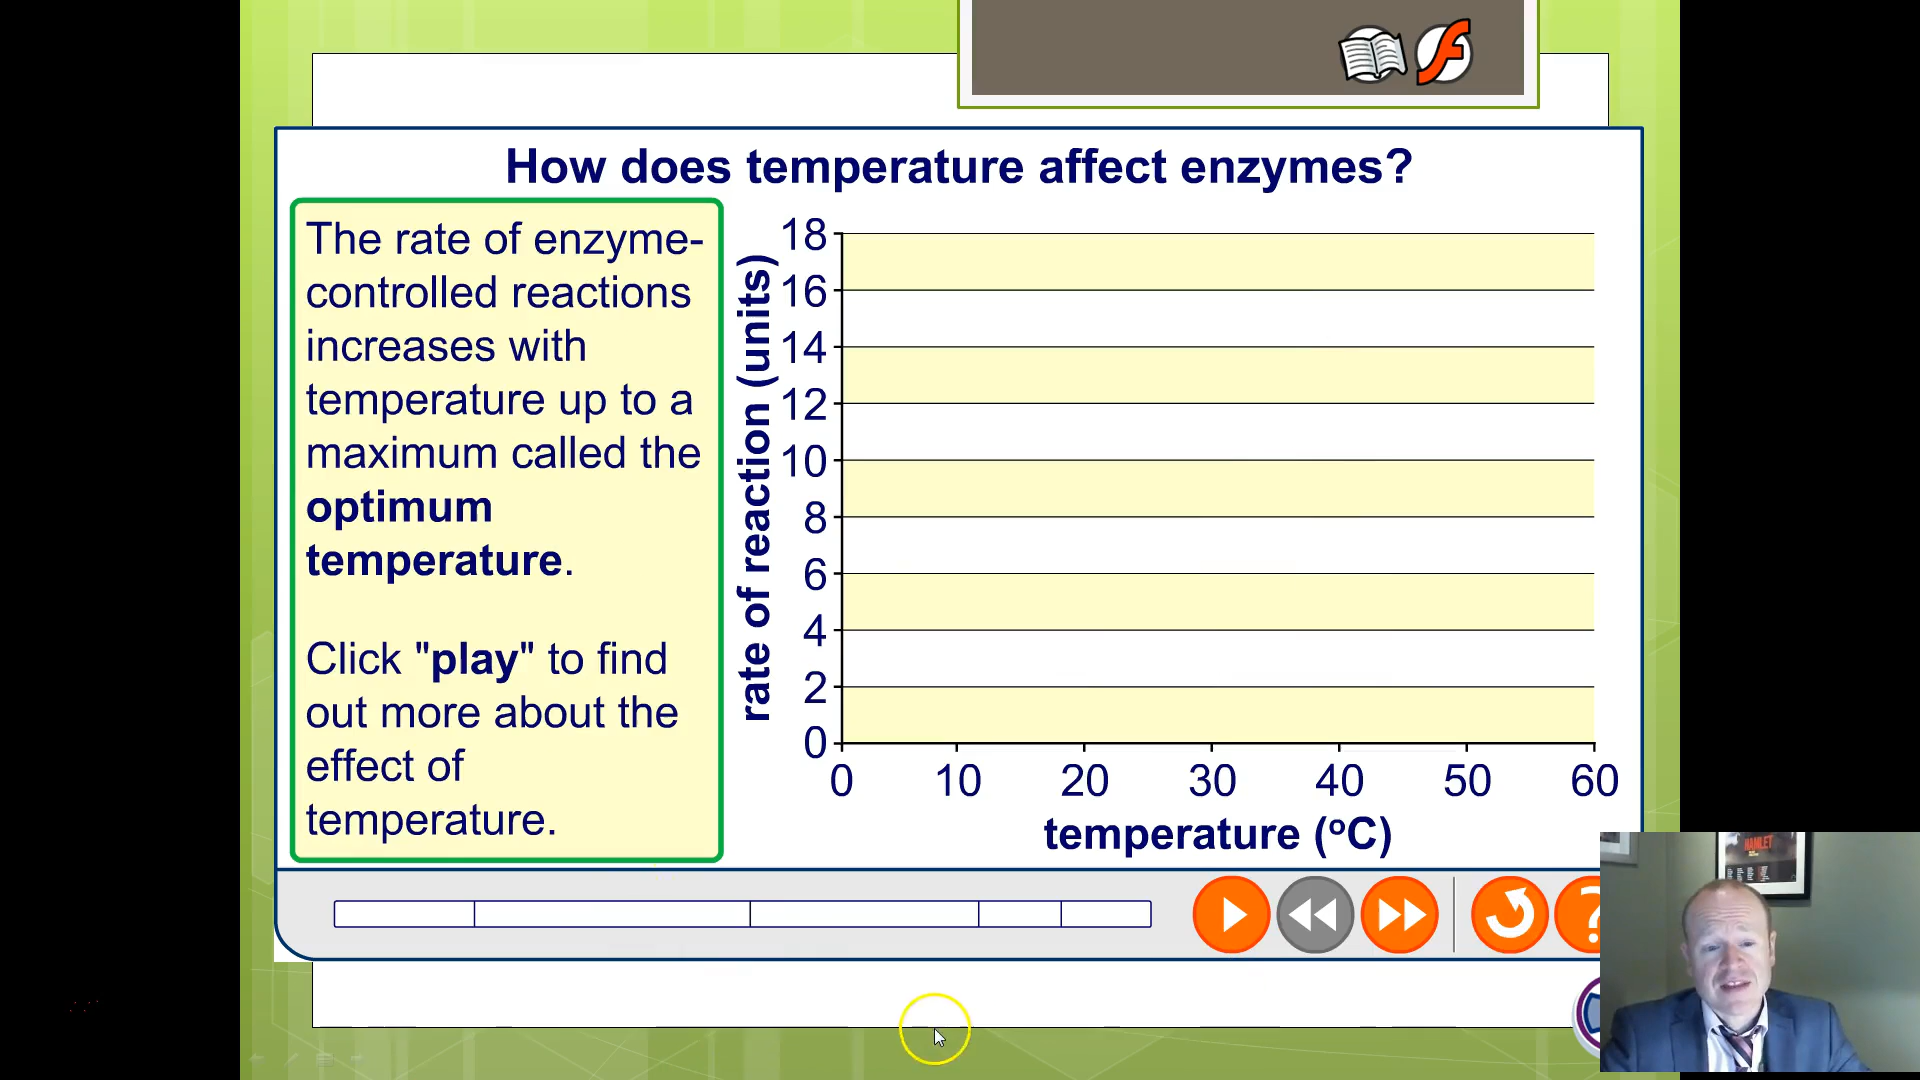 How does temperature affect enzymes?
The rate of enzyme-
controlled reactions
increases with
temperature up to a
maximum called the
optimum
temperature.
Click "play" to find
out more about the
effect of
temperature.
rate of reaction (units)
18
16
14
12
10
8
6
4
2
0
0 10 20 30 40 50 60
temperature (ºC)
?
HAMLET